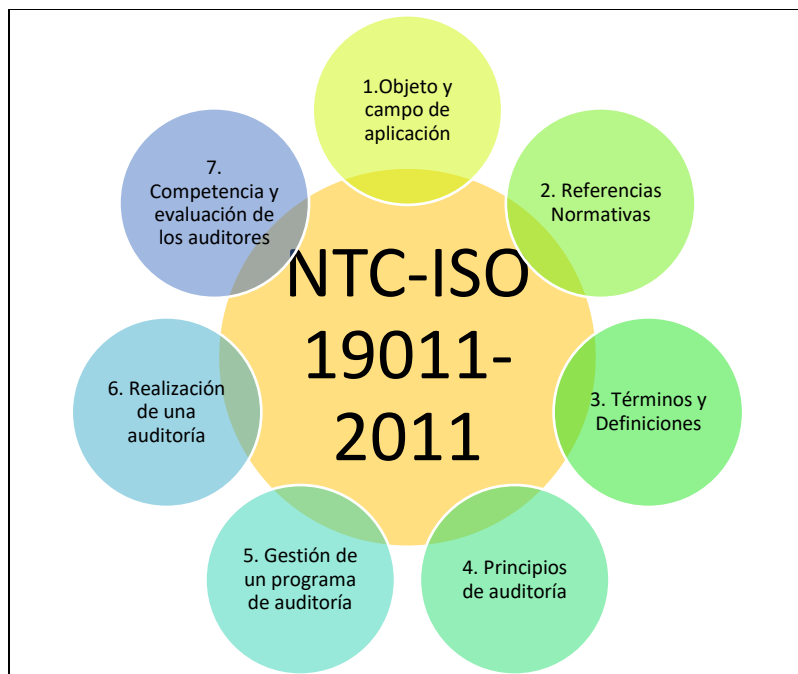 1.Objeto y
campo de
aplicación
2. Referencias
Normativas
3. Términos y
Definiciones
4. Principios
de auditoría
5. Gestión de
un programa
de auditoría
6. Realización
de una
auditoría
7.
Competencia y
evaluación de
los auditores
NTC-ISO
19011-
2011